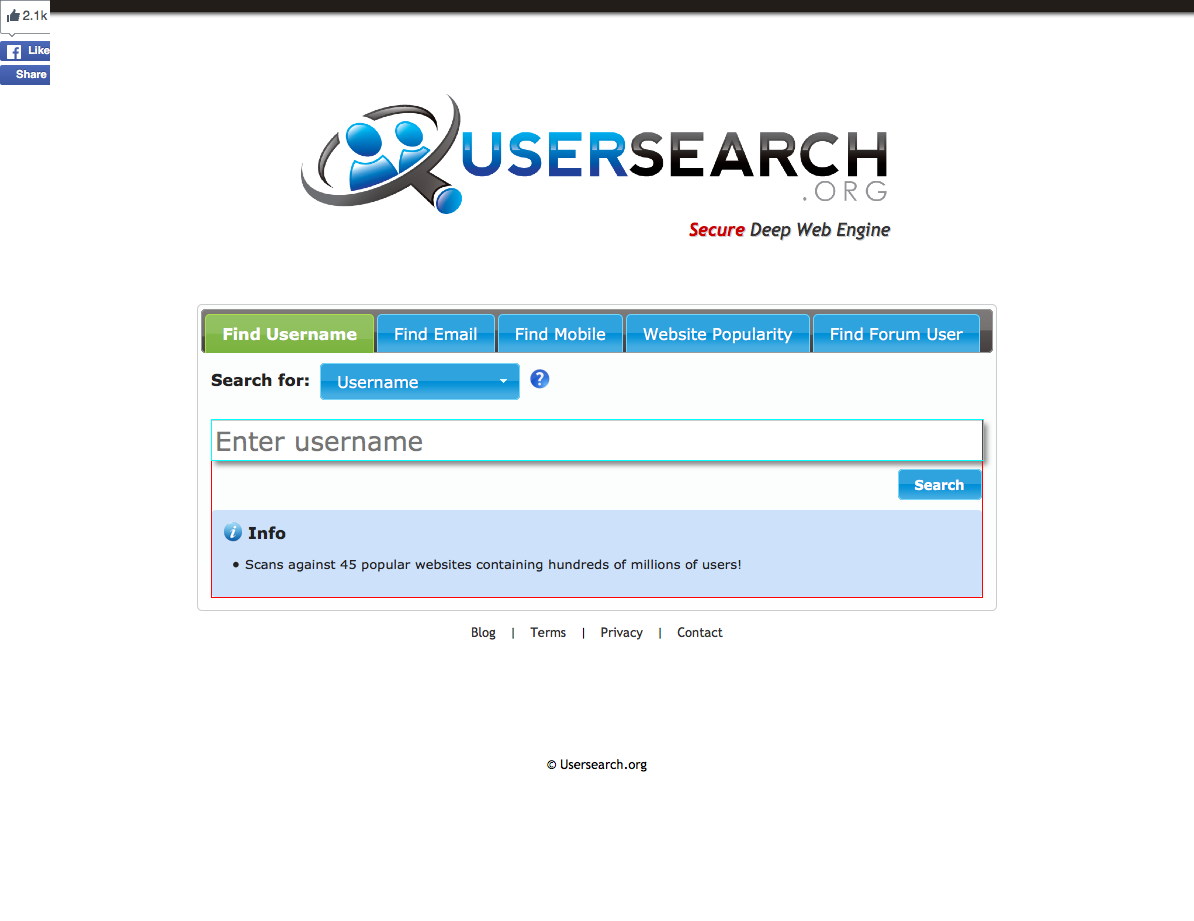 2.1k
Like
Share
USERSEARCH
.ORG
Secure Deep Web Engine
Find Username Find Email Find Mobile Website Popularity Find Forum User
Search for: Username ?
Enter username
Search
i Info
• Scans against 45 popular websites containing hundreds of millions of users!
Blog | Terms | Privacy | Contact
© Usersearch.org